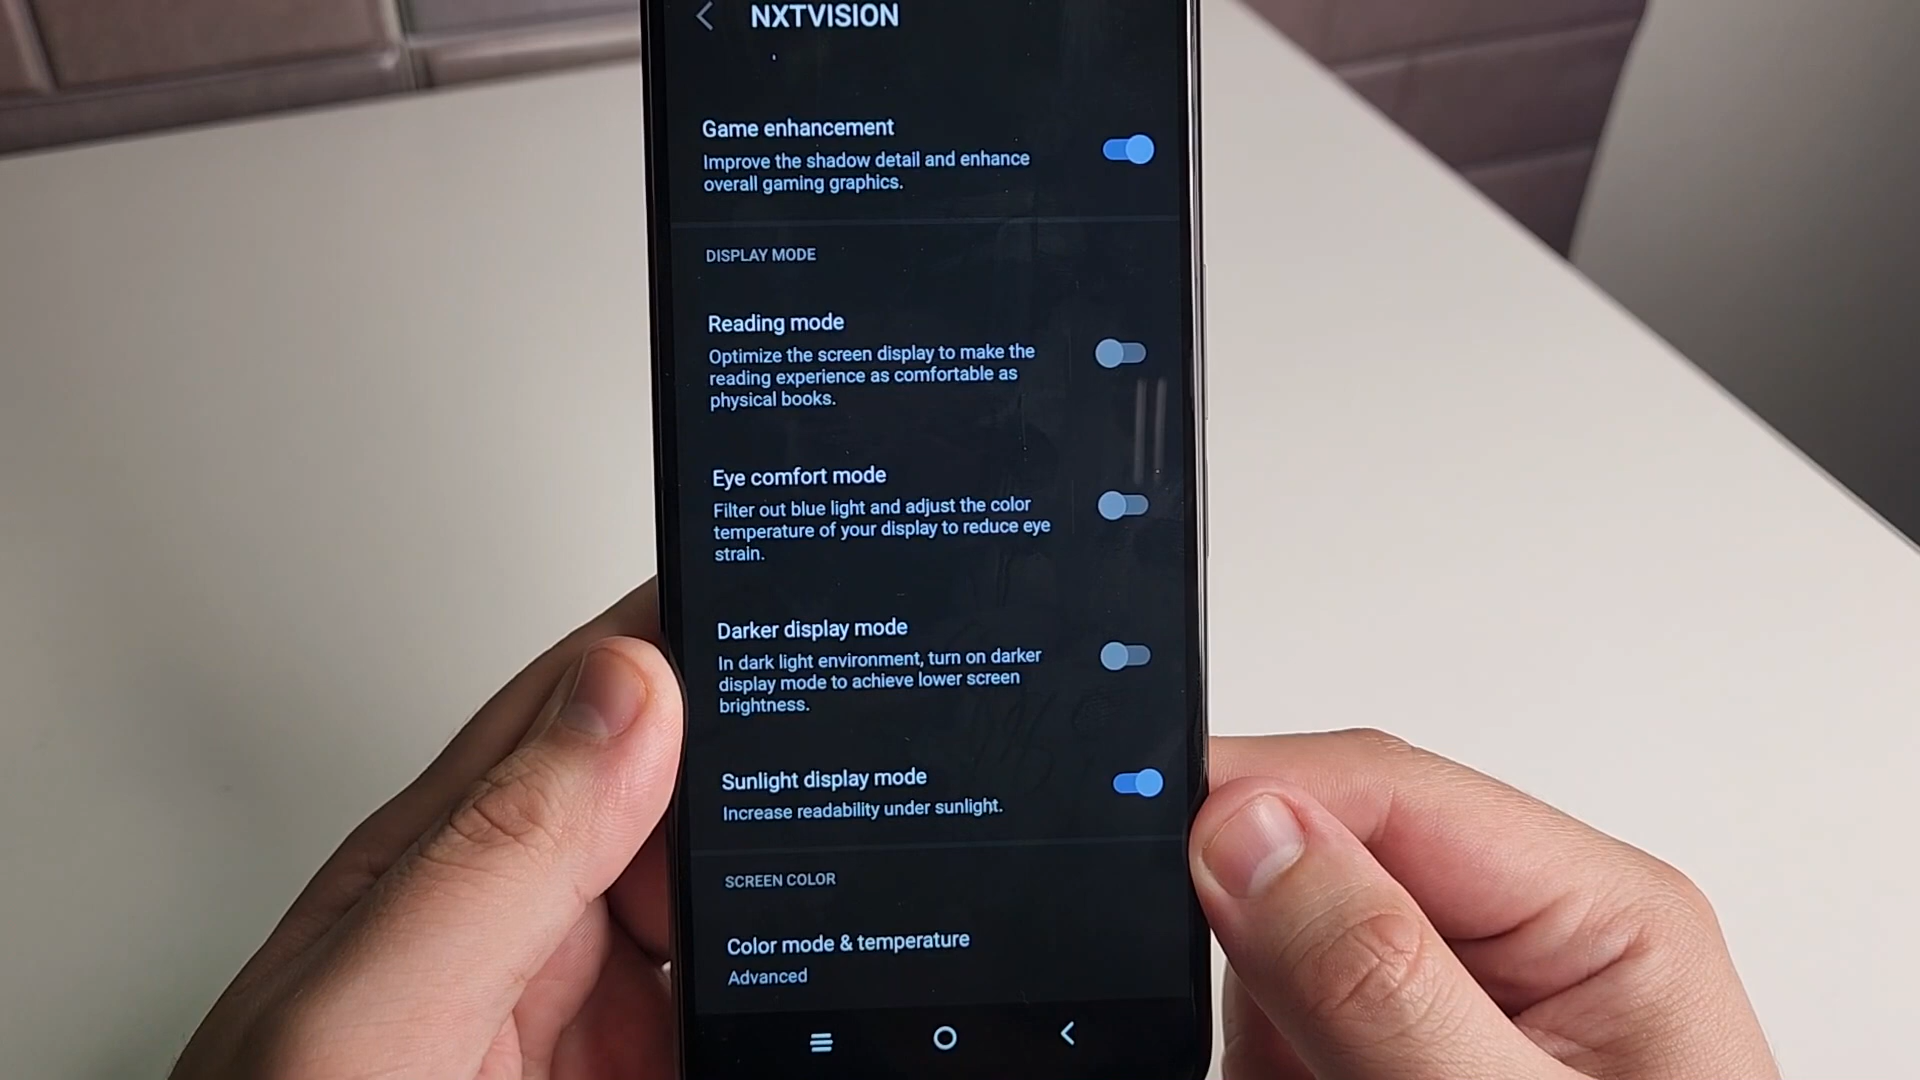 NXTVISION
Game enhancement
Improve the shadow detail and enhance
overall gaming graphics.
DISPLAY MODE
Reading mode
Optimize the screen display to make the
reading experience as comfortable as
physical books.
Eye comfort mode
Filter out blue light and adjust the color
temperature of your display to reduce eye
strain.
Darker display mode
In dark light environment, turn on darker
display mode to achieve lower screen
brightness.
Sunlight display mode
Increase readability under sunlight.
SCREEN COLOR
Color mode & temperature
Advanced